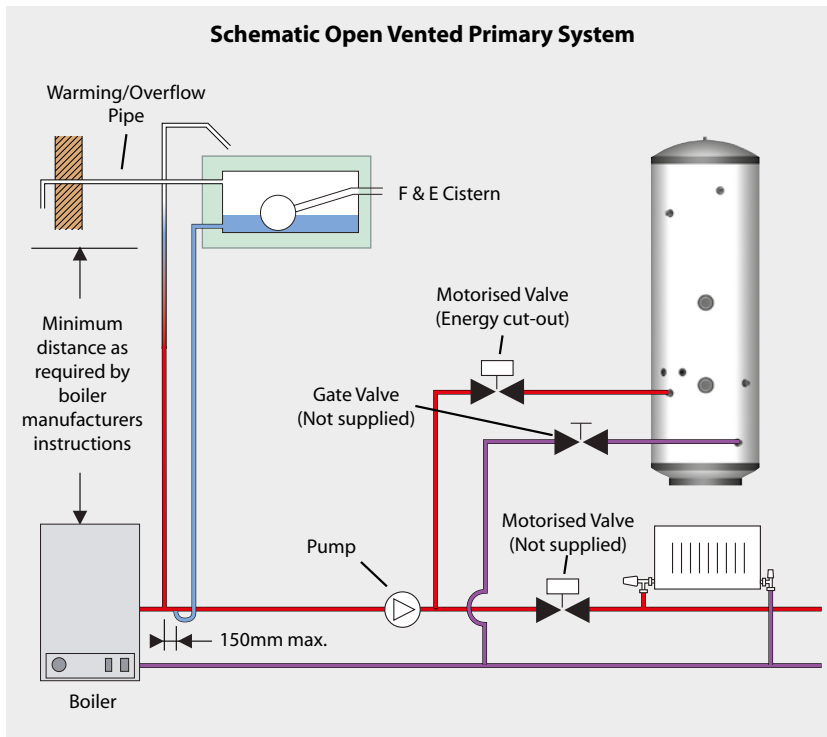 Schematic Open Vented Primary System
Warming/Overflow
Pipe
F & E Cistern
Minimum
distance as
required by
boiler
manufacturers
instructions
Motorised Valve
(Energy cut-out)
Gate Valve
(Not supplied)
Motorised Valve
(Not supplied)
Pump
150mm max.
Boiler